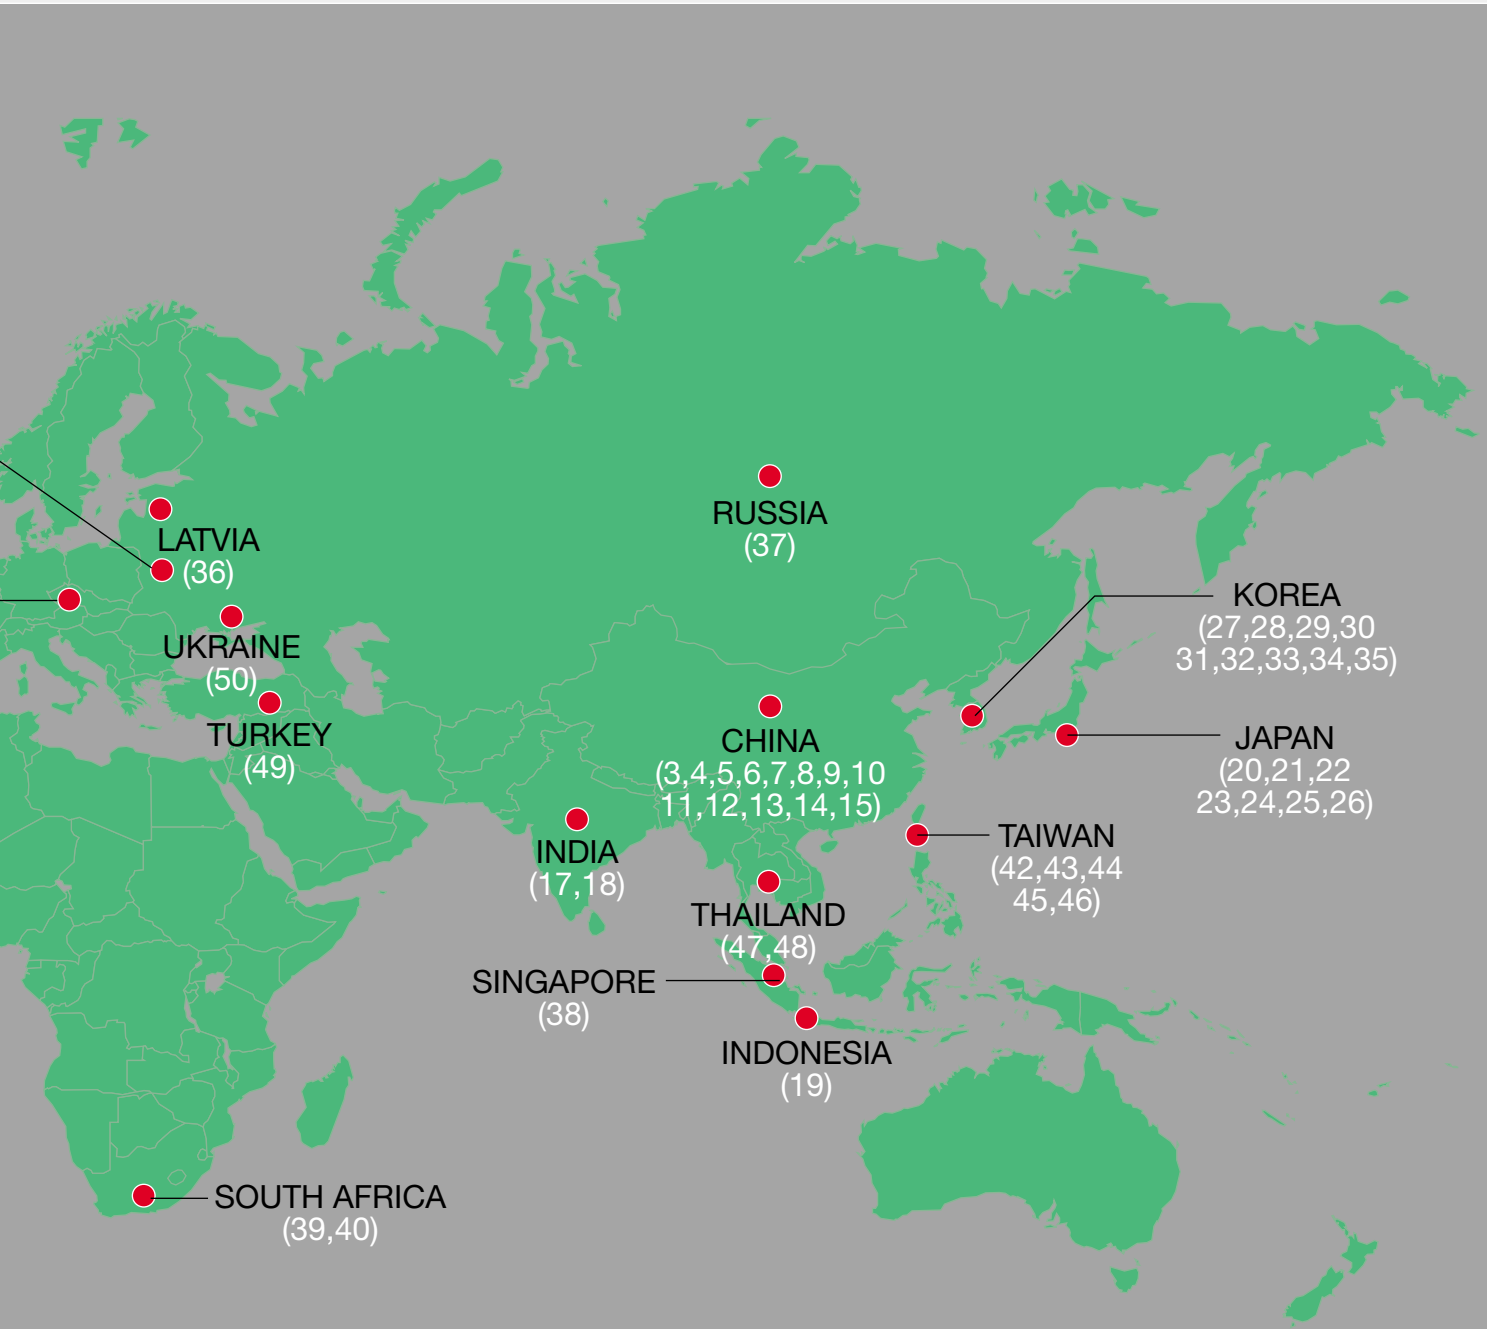 RUSSIA
(37)
LATVIA
(36)
UKRAINE
(50)
TURKEY
(49)
KOREA
(27,28,29,30
31,32,33,34,35)
CHINA
(3,4,5,6,7,8,9,10
11,12,13,14,15)
JAPAN
(20,21,22
23,24,25,26)
INDIA
(17,18)
TAIWAN
(42,43,44
45,46)
THAILAND
(47,48)
SINGAPORE
(38)
INDONESIA
(19)
SOUTH AFRICA
(39,40)